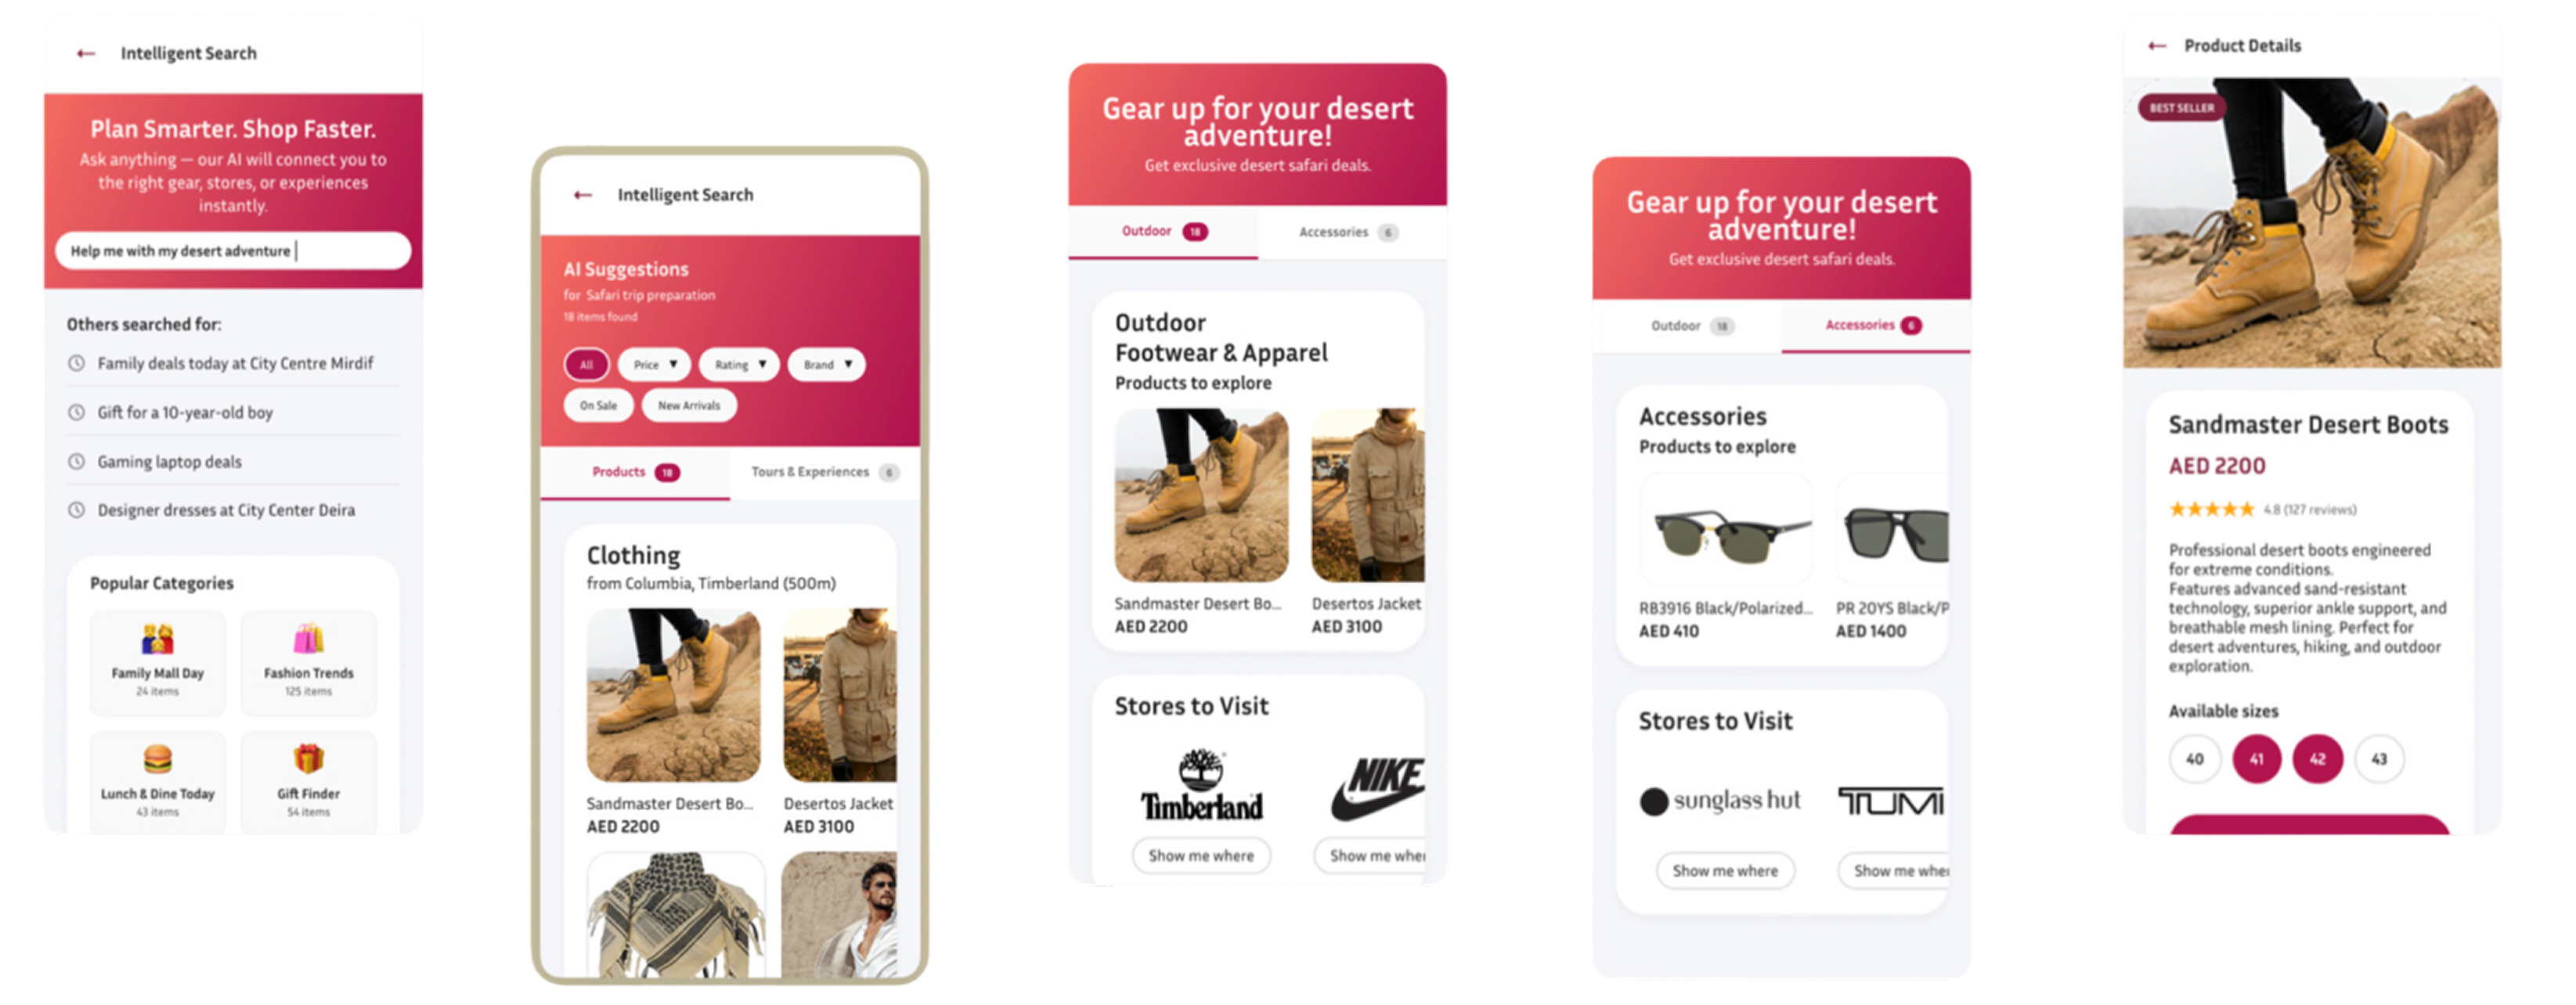 Intelligent Search
Plan Smarter. Shop Faster.
Ask anything — our AI will connect you to
the right gear, stores, or experiences
instantly.
Help me with my desert adventure
Others searched for:
Family deals today at City Centre Mirdif
Gift for a 10-year-old boy
Gaming laptop deals
Designer dresses at City Center Deira
Popular Categories
Family Mall Day
24 items
Fashion Trends
125 items
Lunch & Dine Today
43 items
Gift Finder
54 items
Intelligent Search
AI Suggestions
for Safari trip preparation
18 items found
All
Price
Rating
Brand
On Sale
New Arrivals
Products 18
Tours & Experiences 6
Clothing
from Columbia, Timberland (500m)
Sandmaster Desert Bo...
AED 2200
Desertos Jacket
AED 3100
Gear up for your desert
adventure!
Get exclusive desert safari deals.
Outdoor 18
Accessories 6
Outdoor
Footwear & Apparel
Products to explore
Sandmaster Desert Bo...
AED 2200
Desertos Jacket
AED 3100
Stores to Visit
Timberland
NIKE
Show me where
Show me wher
Gear up for your desert
adventure!
Get exclusive desert safari deals.
Outdoor 18
Accessories 6
Accessories
Products to explore
RB3916 Black/Polarized...
AED 410
PR 20YS Black/P
AED 1400
Stores to Visit
sunglass hut
TUMI
Show me where
Show me wher
Product Details
BEST SELLER
Sandmaster Desert Boots
AED 2200
4.8 (127 reviews)
Professional desert boots engineered
for extreme conditions.
Features advanced sand-resistant
technology, superior ankle support, and
breathable mesh lining. Perfect for
desert adventures, hiking, and outdoor
exploration.
Available sizes
40
41
42
43